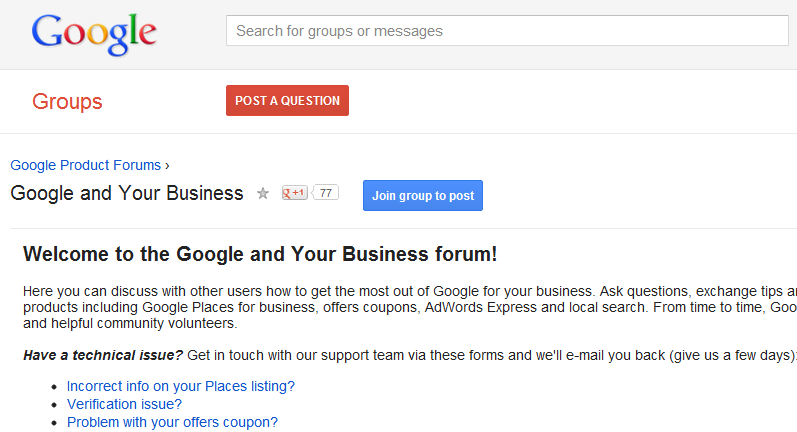 Google
Search for groups or messages
Groups
POST A QUESTION
Google Product Forums ›
Google and Your Business ★ g +1 77 Join group to post
Welcome to the Google and Your Business forum!
Here you can discuss with other users how to get the most out of Google for your business. Ask questions, exchange tips
products including Google Places for business, offers coupons, AdWords Express and local search. From time to time,
and helpful community volunteers.
Have a technical issue? Get in touch with our support team via these forms and we'll e-mail you back (give us a few days):
• Incorrect info on your Places listing?
• Verification issue?
• Problem with your offers coupon?